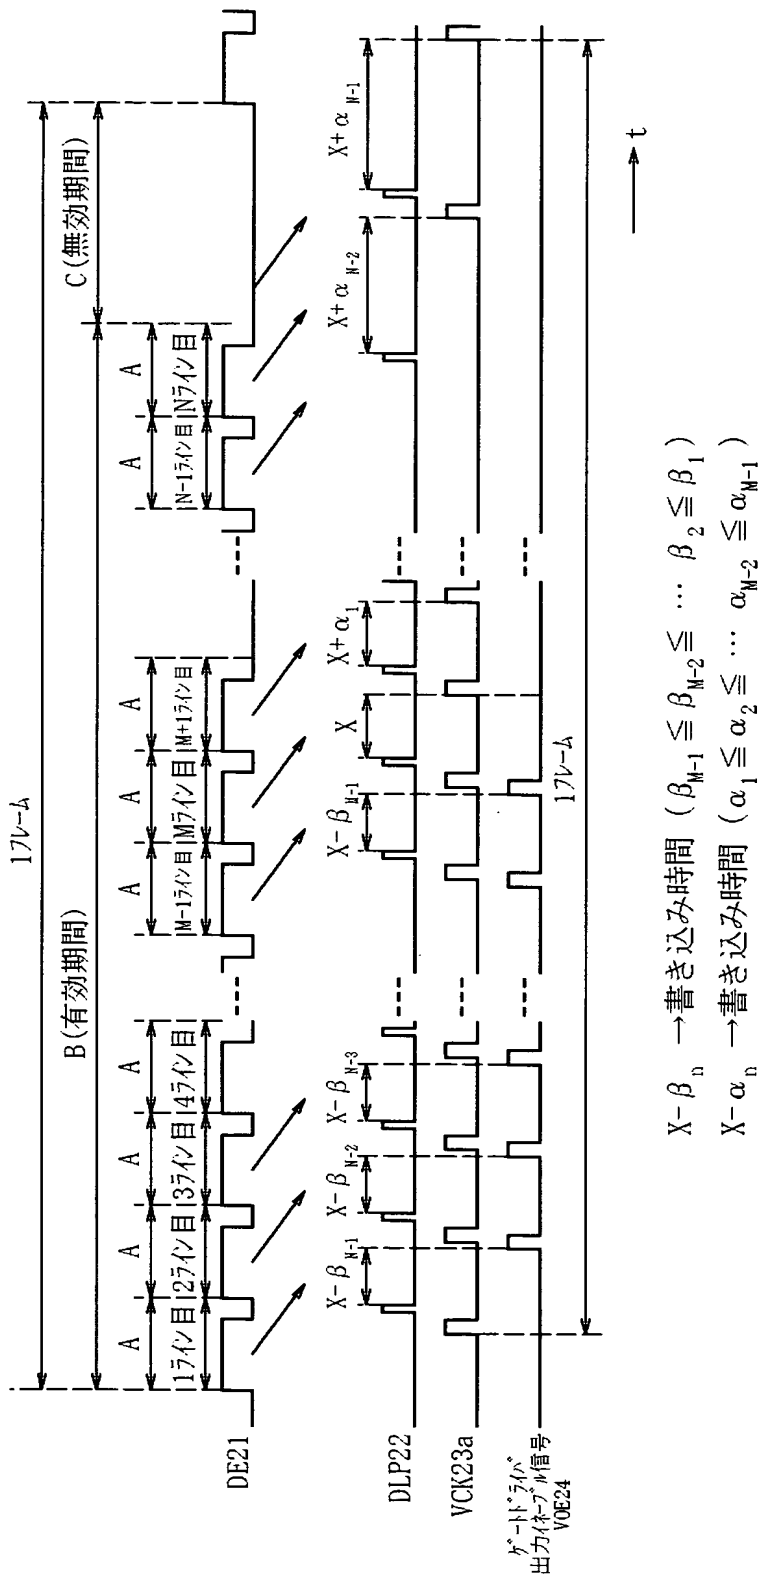 1フレーム
B(有効期間)
C(無効期間)
A
A
A
A
A
A
A
A
A
1ライン目
2ライン目
3ライン目
4ライン目
M-1ライン目
Mライン目
M+1ライン目
N-1ライン目
Nライン目
DE21
X-β N-1
X-β N-2
X-β N-3
X-β M-1
X
X+α 1
X+α N-2
X+α N-1
DLP22
VCK23a
ゲートドライバ
出力イネーブル信号
VOE24
1フレーム
t
X-β n →書き込み時間 (β M-1 ≦ β M-2 ≦ … β 2 ≦ β 1)
X-α n →書き込み時間 (α 1 ≦ α 2 ≦ … α M-2 ≦ α M-1)